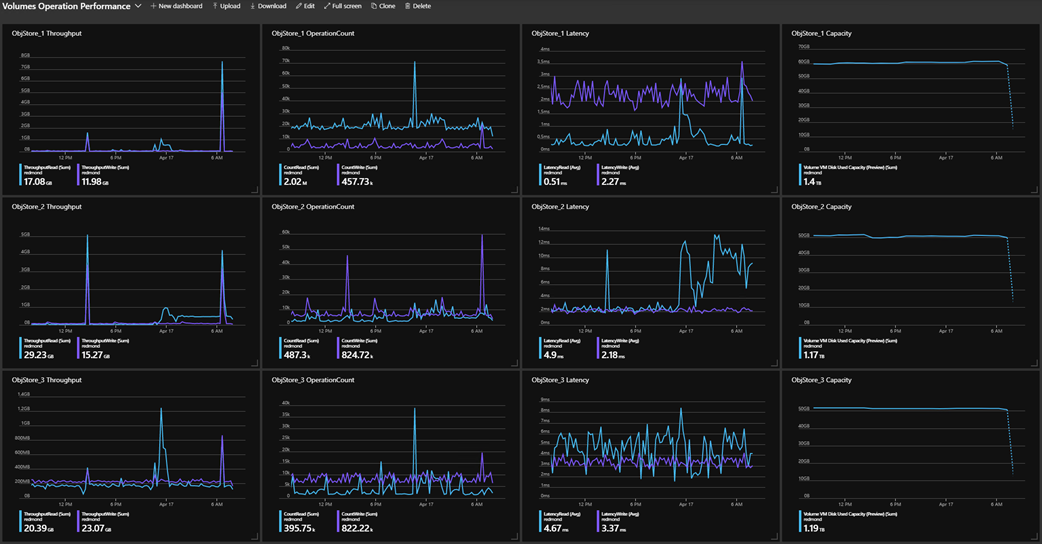 Volumes Operation Performance
+ New dashboard
Upload
Download
Edit
Full screen
Clone
Delete
ObjStore_1 Throughput
8GB
7GB
6GB
5GB
4GB
3GB
2GB
1GB
0B
12 PM 6 PM Apr 17 6 AM
ThroughputRead (Sum) ThroughputWrite (Sum)
redmond redmond
17.08 GB 11.98 GB
ObjStore_1 OperationCount
80k
70k
60k
50k
40k
30k
20k
10k
0
12 PM 6 PM Apr 17 6 AM
CountRead (Sum) CountWrite (Sum)
redmond redmond
2.02 M 457.73 k
ObjStore_1 Latency
4ms
3.5ms
3ms
2.5ms
2ms
1.5ms
1ms
0.5ms
0ms
12 PM 6 PM Apr 17 6 AM
LatencyRead (Avg) LatencyWrite (Avg)
redmond redmond
0.51 ms 2.27 ms
ObjStore_1 Capacity
70GB
60GB
50GB
40GB
30GB
20GB
10GB
0B
12 PM 6 PM Apr 17 6 AM
Volume VM Disk Used Capacity (Preview) (Sum)
redmond
1.4 TB
ObjStore_2 Throughput
5GB
4GB
3GB
2GB
1GB
0B
12 PM 6 PM Apr 17 6 AM
ThroughputRead (Sum) ThroughputWrite (Sum)
redmond redmond
29.23 GB 15.27 GB
ObjStore_2 OperationCount
60k
50k
40k
30k
20k
10k
0
12 PM 6 PM Apr 17 6 AM
CountRead (Sum) CountWrite (Sum)
redmond redmond
487.3 k 824.72 k
ObjStore_2 Latency
14ms
12ms
10ms
8ms
6ms
4ms
2ms
0ms
12 PM 6 PM Apr 17 6 AM
LatencyRead (Avg) LatencyWrite (Avg)
redmond redmond
4.9 ms 2.18 ms
ObjStore_2 Capacity
50GB
40GB
30GB
20GB
10GB
0B
12 PM 6 PM Apr 17 6 AM
Volume VM Disk Used Capacity (Preview) (Sum)
redmond
1.17 TB
ObjStore_3 Throughput
1.4GB
1.2GB
1GB
800MB
600MB
400MB
200MB
0B
12 PM 6 PM Apr 17 6 AM
ThroughputRead (Sum) ThroughputWrite (Sum)
redmond redmond
20.39 GB 23.07 GB
ObjStore_3 OperationCount
40k
35k
30k
25k
20k
15k
10k
5k
0
12 PM 6 PM Apr 17 6 AM
CountRead (Sum) CountWrite (Sum)
redmond redmond
395.75 k 822.22 k
ObjStore_3 Latency
9ms
8ms
7ms
6ms
5ms
4ms
3ms
2ms
1ms
0ms
12 PM 6 PM Apr 17 6 AM
LatencyRead (Avg) LatencyWrite (Avg)
redmond redmond
4.67 ms 3.37 ms
ObjStore_3 Capacity
50GB
40GB
30GB
20GB
10GB
0B
12 PM 6 PM Apr 17 6 AM
Volume VM Disk Used Capacity (Preview) (Sum)
redmond
1.19 TB